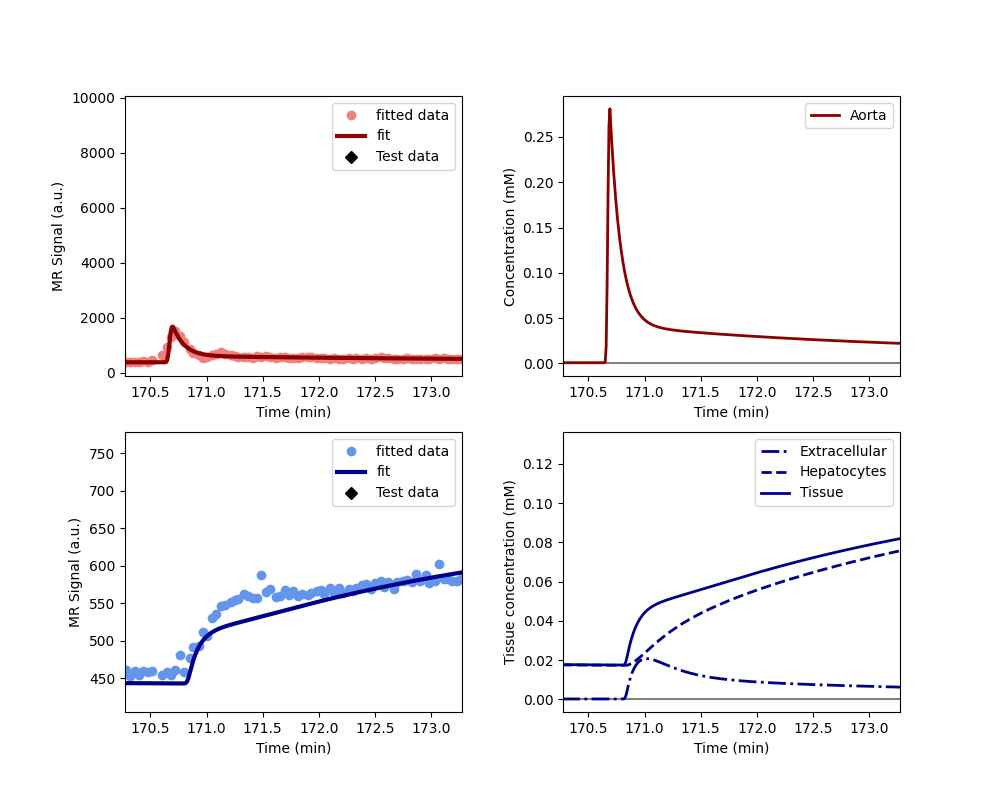 10000
8000
6000
4000
2000
0
MR Signal (a.u.)
fitted data
fit
Test data
170.5 171.0 171.5 172.0 172.5 173.0
Time (min)
0.25
0.20
0.15
0.10
0.05
0.00
Concentration (mM)
Aorta
170.5 171.0 171.5 172.0 172.5 173.0
Time (min)
750
700
650
600
550
500
450
MR Signal (a.u.)
fitted data
fit
Test data
170.5 171.0 171.5 172.0 172.5 173.0
Time (min)
0.12
0.10
0.08
0.06
0.04
0.02
0.00
Tissue concentration (mM)
Extracellular
Hepatocytes
Tissue
170.5 171.0 171.5 172.0 172.5 173.0
Time (min)